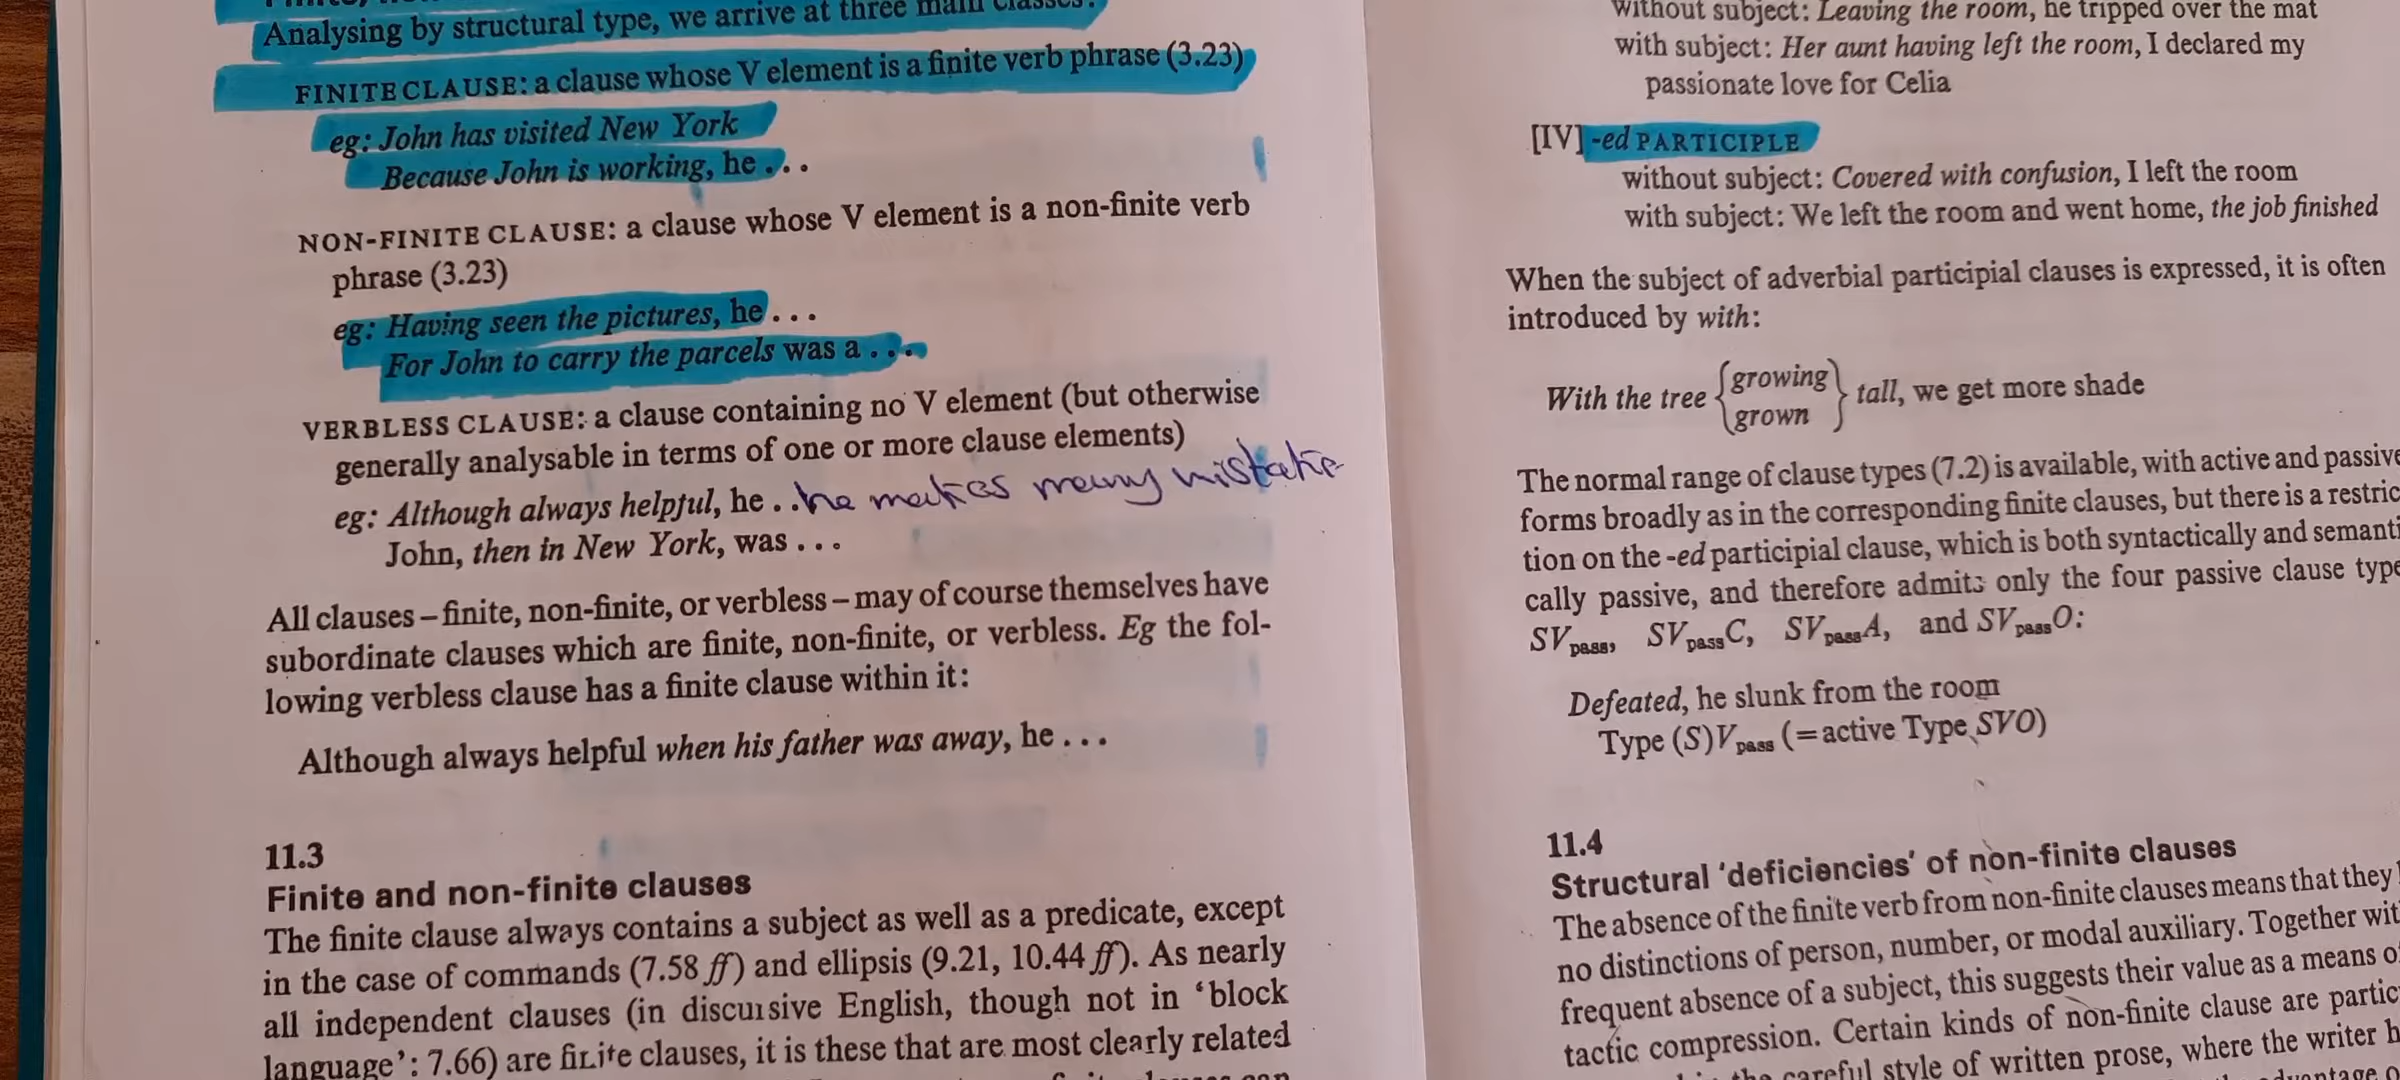 Analysing by structural type, we arrive at three main classes:
FINITE CLAUSE: a clause whose V element is a finite verb phrase (3.23)
eg: John has visited New York
Because John is working, he . . .
NON-FINITE CLAUSE: a clause whose V element is a non-finite verb
phrase (3.23)
eg: Having seen the pictures, he . . .
For John to carry the parcels was a . . .
VERBLESS CLAUSE: a clause containing no V element (but otherwise
generally analysable in terms of one or more clause elements)
eg: Although always helpful, he . . he makes many mistake
John, then in New York, was . . .
All clauses – finite, non-finite, or verbless – may of course themselves have
subordinate clauses which are finite, non-finite, or verbless. Eg the fol-
lowing verbless clause has a finite clause within it:
Although always helpful when his father was away, he . . .
11.3
Finite and non-finite clauses
The finite clause always contains a subject as well as a predicate, except
in the case of commands (7.58 ff) and ellipsis (9.21, 10.44 ff). As nearly
all independent clauses (in discursive English, though not in ‘block
language’: 7.66) are finite clauses, it is these that are most clearly related
without subject: Leaving the room, he tripped over the mat
with subject: Her aunt having left the room, I declared my
passionate love for Celia
[IV] -ed PARTICIPLE
without subject: Covered with confusion, I left the room
with subject: We left the room and went home, the job finished
When the subject of adverbial participial clauses is expressed, it is often
introduced by with:
With the tree {growing
grown} tall, we get more shade
The normal range of clause types (7.2) is available, with active and passive
forms broadly as in the corresponding finite clauses, but there is a restric
tion on the -ed participial clause, which is both syntactically and semanti
cally passive, and therefore admits only the four passive clause type
SVpass, SVpassC, SVpassA, and SVpassO:
Defeated, he slunk from the room
Type (S)Vpass (=active Type SVO)
11.4
Structural ‘deficiencies’ of non-finite clauses
The absence of the finite verb from non-finite clauses means that they
no distinctions of person, number, or modal auxiliary. Together wit
frequent absence of a subject, this suggests their value as a means o
tactic compression. Certain kinds of non-finite clause are partic
the careful style of written prose, where the writer h